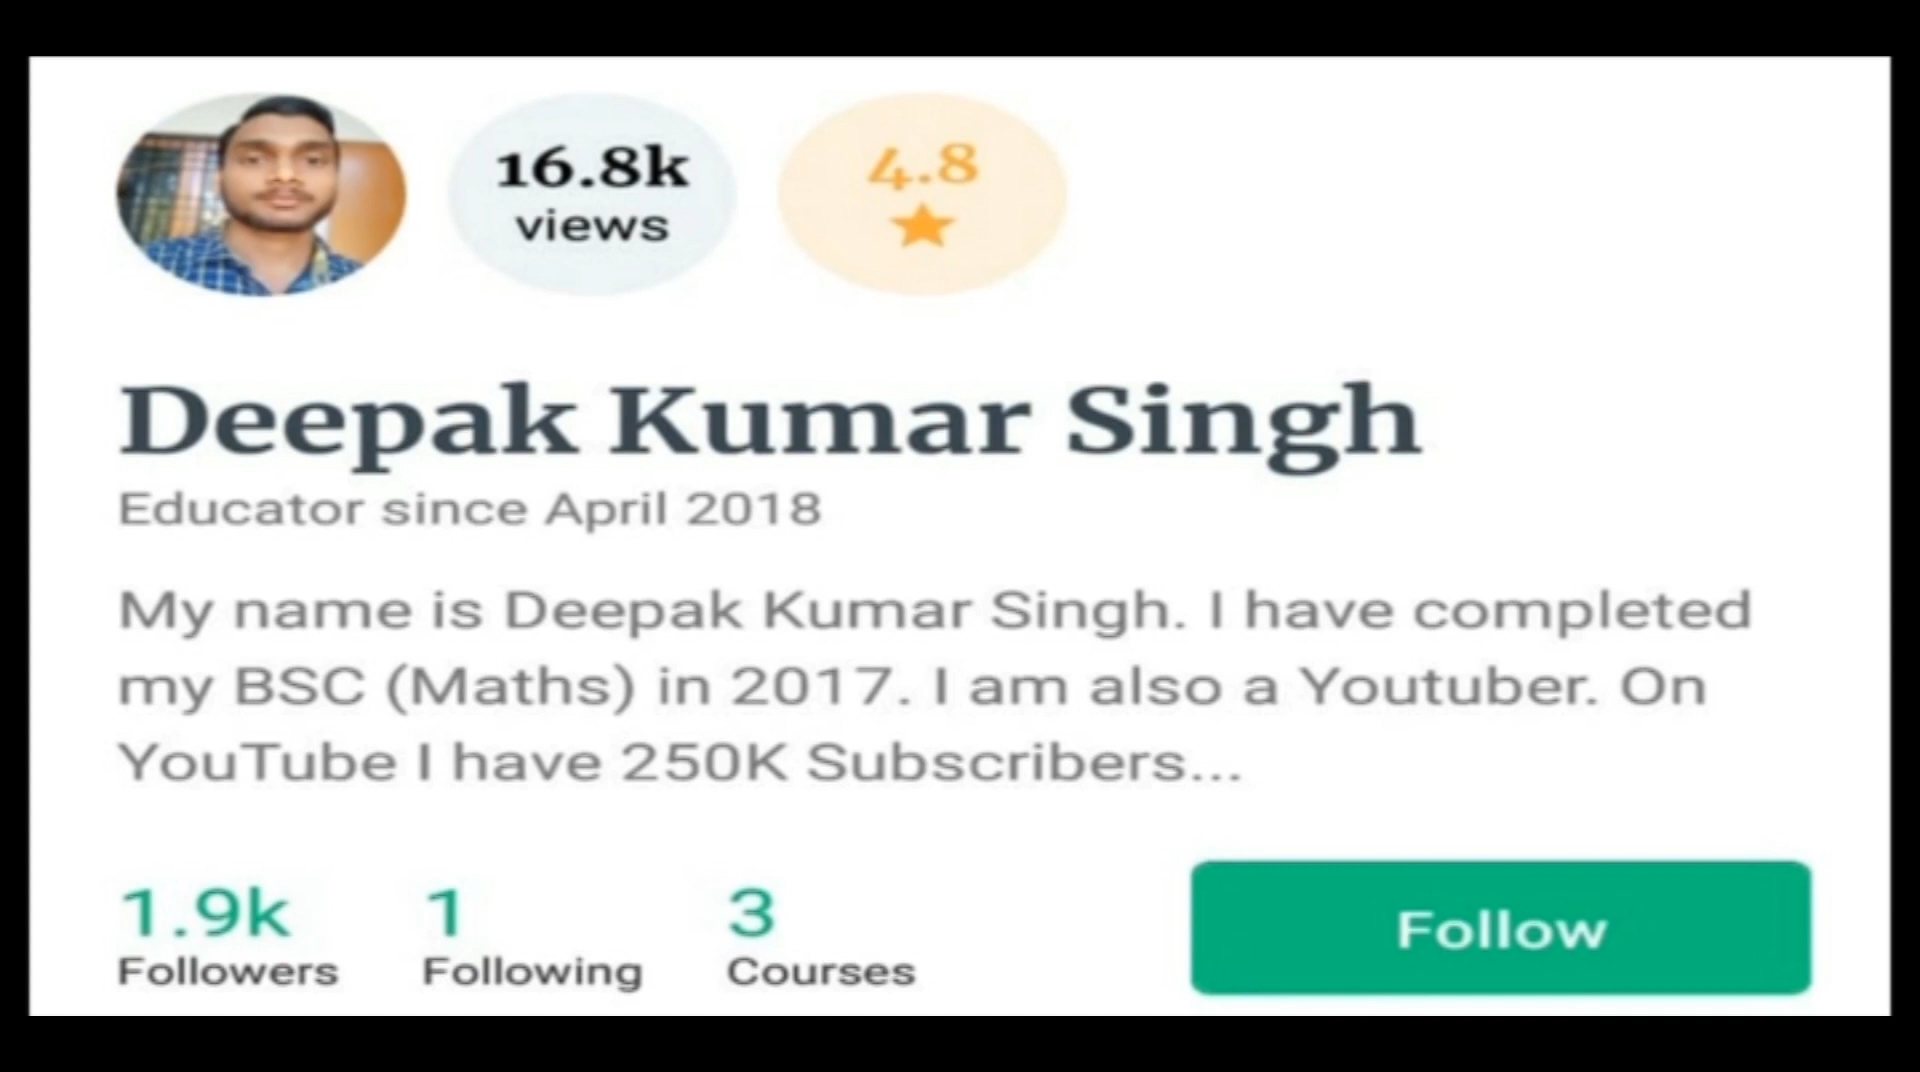 16.8k
views
4.8
Deepak Kumar Singh
Educator since April 2018
My name is Deepak Kumar Singh. I have completed
my BSC (Maths) in 2017. I am also a Youtuber. On
YouTube I have 250K Subscribers...
1.9k
Followers
1
Following
3
Courses
Follow